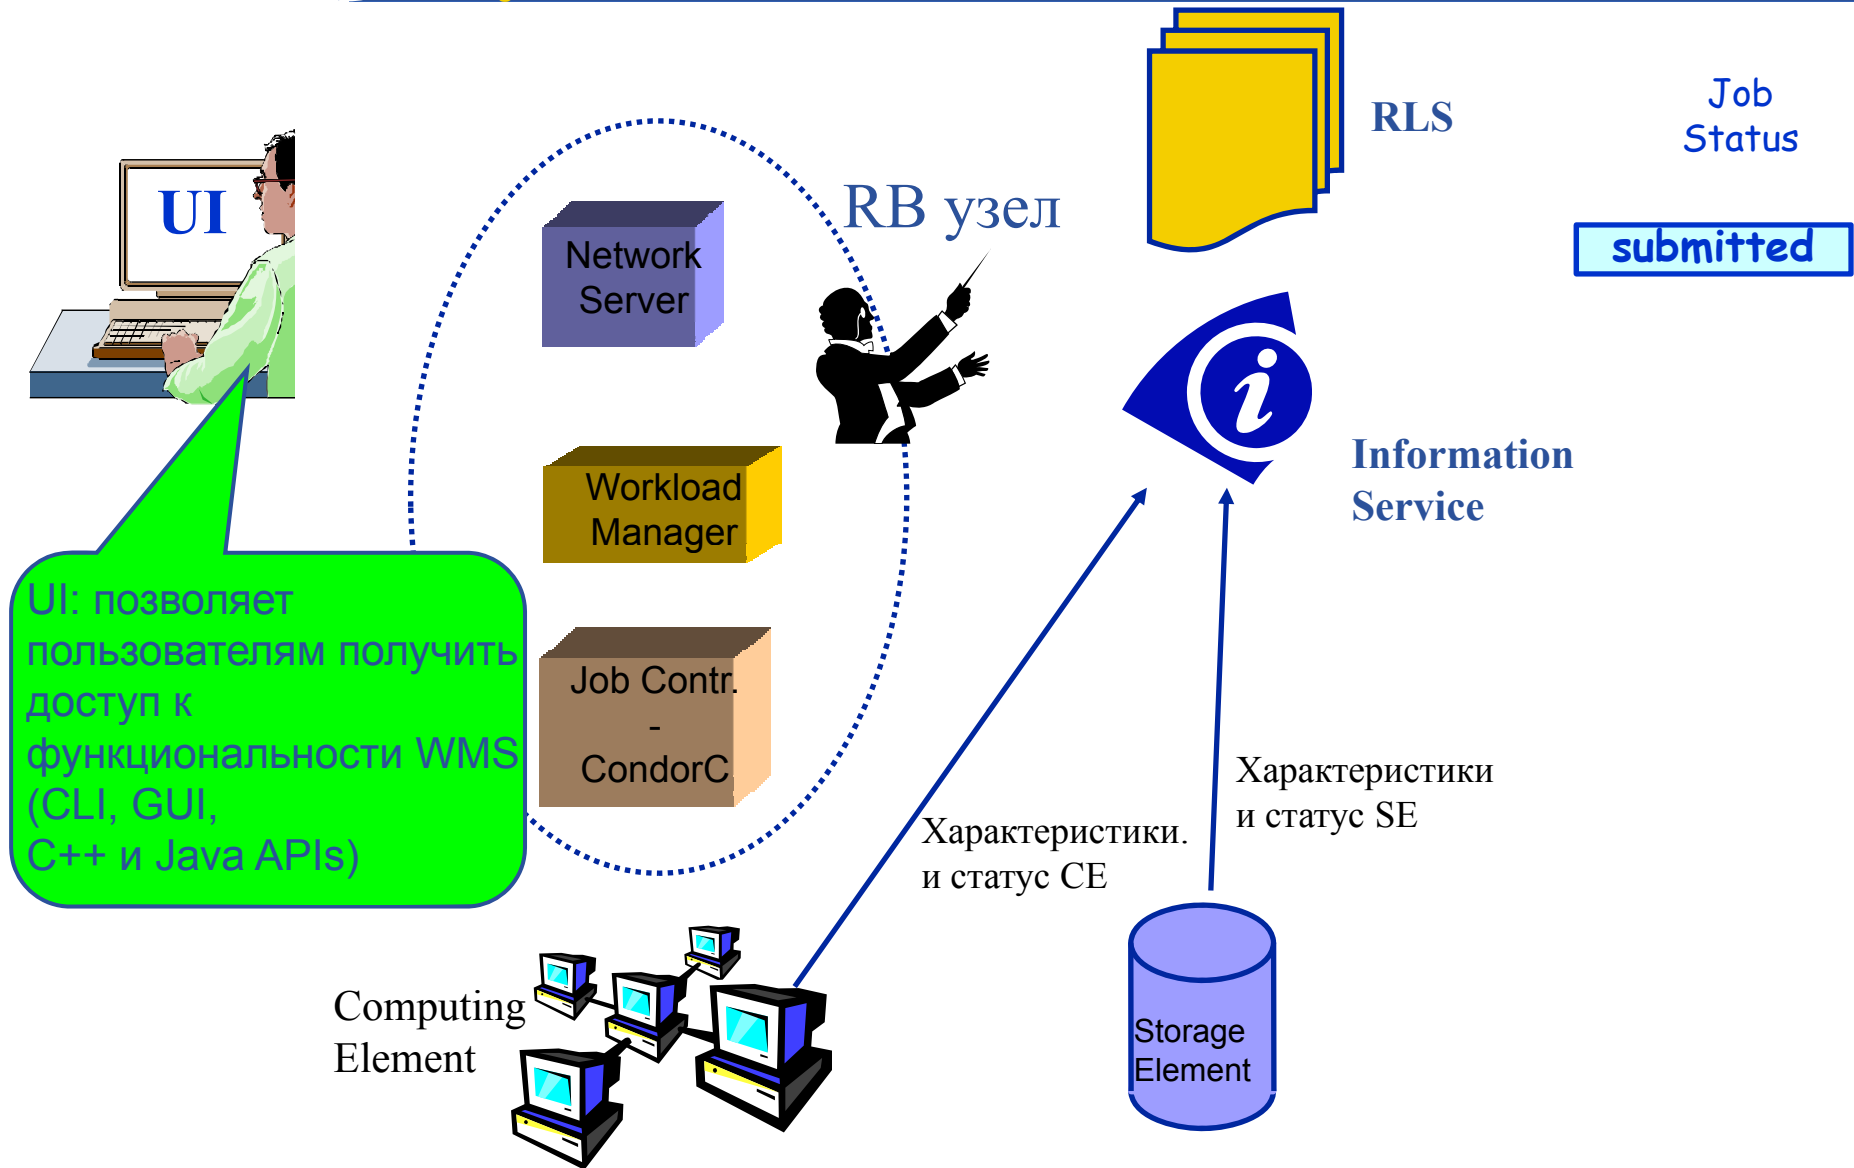 RLS
Job
Status
UI
RB узел
Network
Server
submitted
Information
Service
Workload
Manager
UI: позволяет
пользователям получить
доступ к
функциональности WMS
(CLI, GUI,
C++ и Java APIs)
Job Contr.
-
CondorC
Характеристики
и статус SE
Характеристики.
и статус CE
Computing
Element
Storage
Element